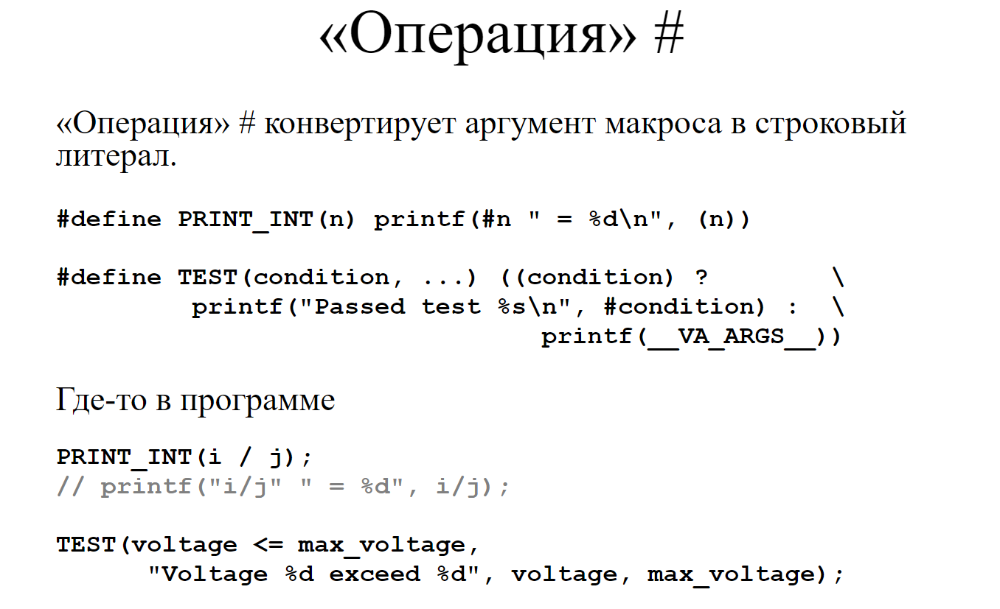 «Операция» #
«Операция» # конвертирует аргумент макроса в строковый
литерал.
#define PRINT_INT(n) printf(#n " = %d\n", (n))
#define TEST(condition, ...) ((condition) ? \
printf("Passed test %s\n", #condition) : \
printf(__VA_ARGS__))
Где-то в программе
PRINT_INT(i / j);
// printf("i/j" " = %d", i/j);
TEST(voltage <= max_voltage,
"Voltage %d exceed %d", voltage, max_voltage);